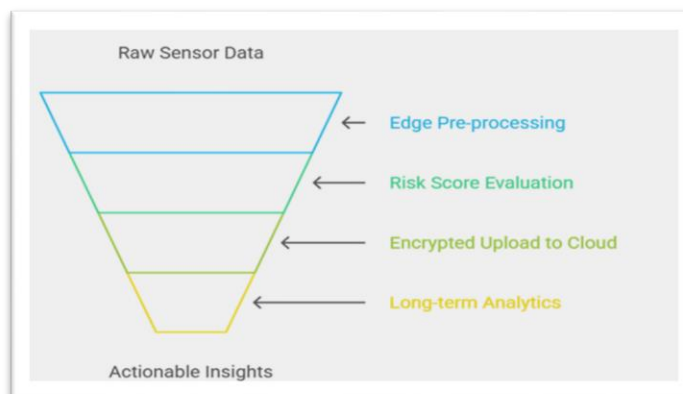 Raw Sensor Data
Edge Pre-processing
Risk Score Evaluation
Encrypted Upload to Cloud
Long-term Analytics
Actionable Insights